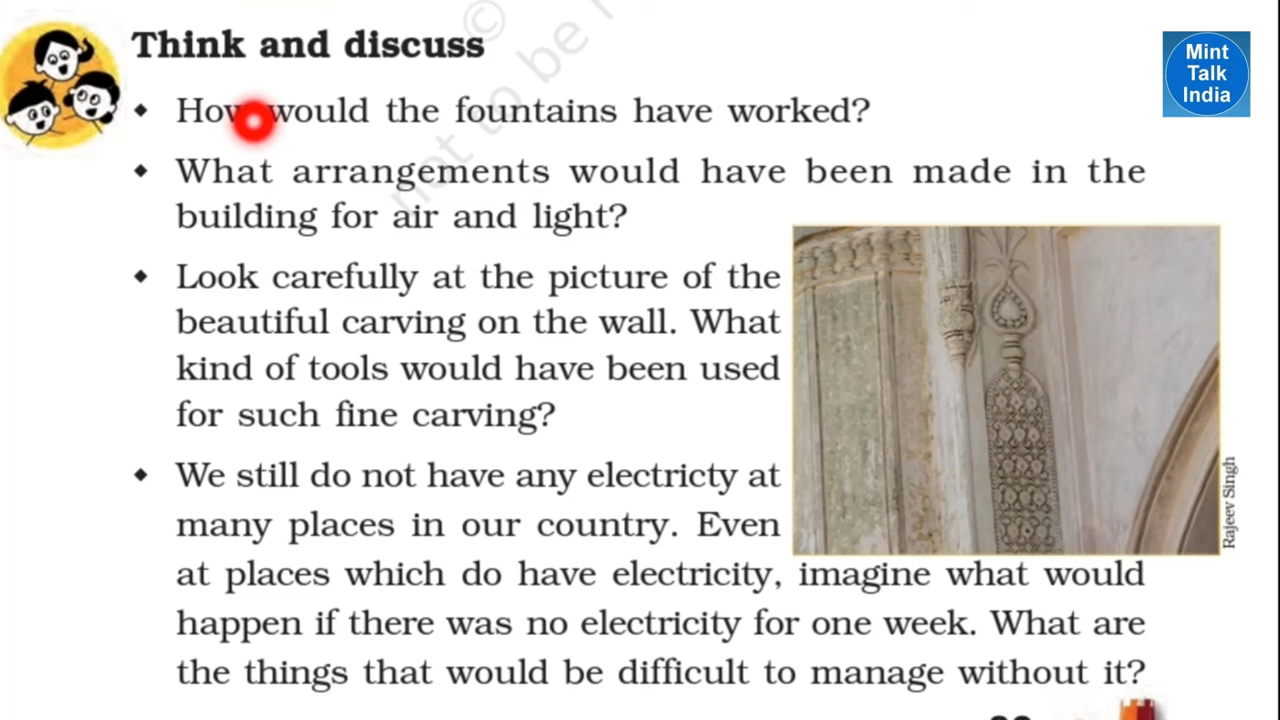 Think and discuss
Mint
Talk
India
How would the fountains have worked?
What arrangements would have been made in the
building for air and light?
Look carefully at the picture of the
beautiful carving on the wall. What
kind of tools would have been used
for such fine carving?
We still do not have any electricty at
many places in our country. Even
at places which do have electricity, imagine what would
happen if there was no electricity for one week. What are
the things that would be difficult to manage without it?
Rajeev Singh
©
not to be